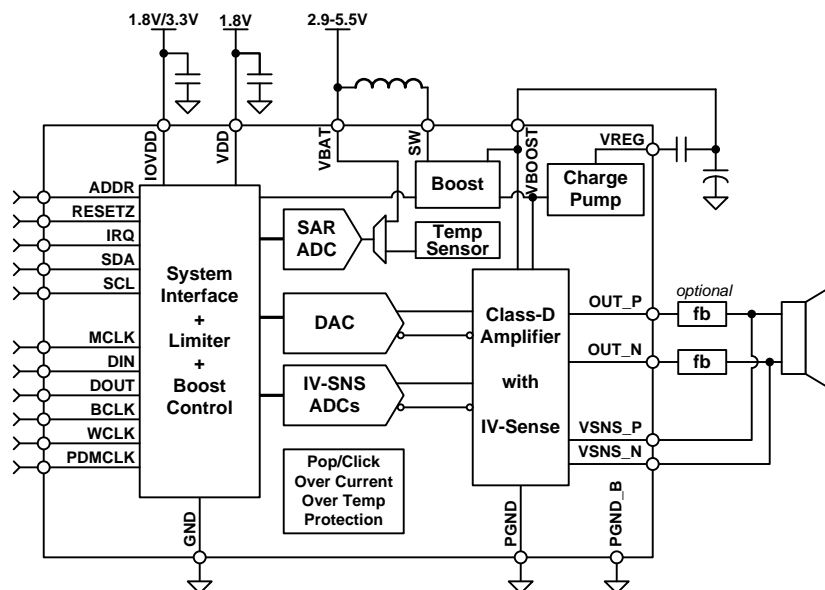 1.8V/3.3V
1.8V
2.9-5.5V
IOVDD
VDD
VBAT
SW
VBOOST
VREG
ADDR
RESETZ
IRQ
SDA
SCL
MCLK
DIN
DOUT
BCLK
WCLK
PDMCLK
System
Interface
+
Limiter
+
Boost
Control
Boost
Charge
Pump
SAR
ADC
Temp
Sensor
DAC
IV-SNS
ADCs
Class-D
Amplifier
with
IV-Sense
OUT_P
OUT_N
optional
fb
fb
VSNS_P
VSNS_N
Pop/Click
Over Current
Over Temp
Protection
GND
PGND
PGND_B